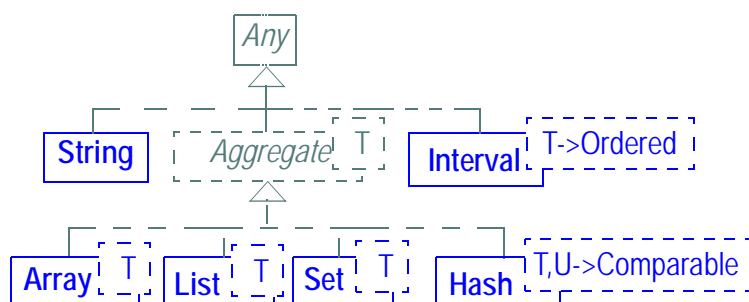 Any
String Aggregate T Interval T->Ordered
Array T List T Set T Hash T,U->Comparable